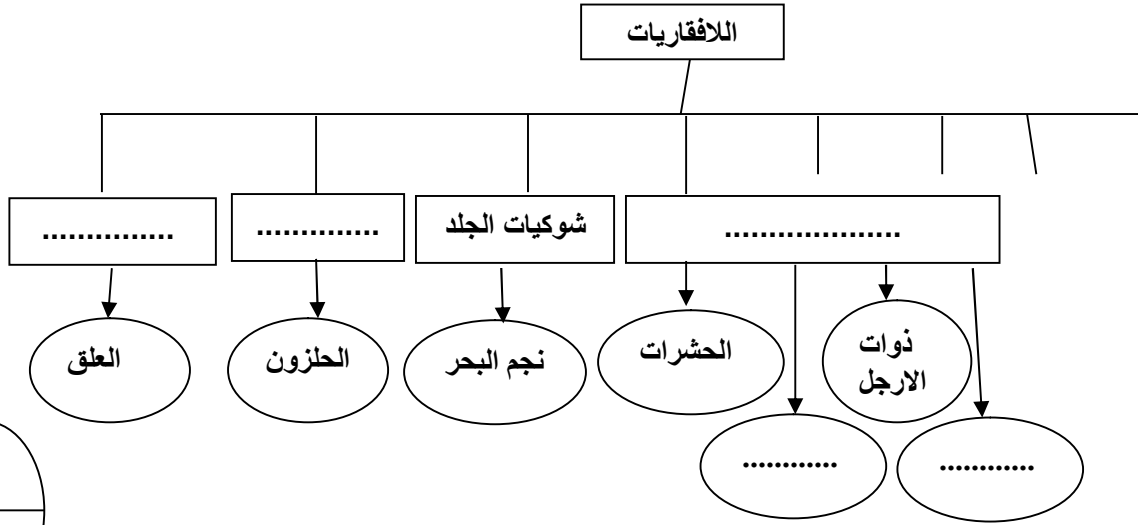 اللافقاريات
....................
شوكيات الجلد
..............
...............
ذوات
الارجل
الحشرات
نجم البحر
الحلزون
العلق
............
............